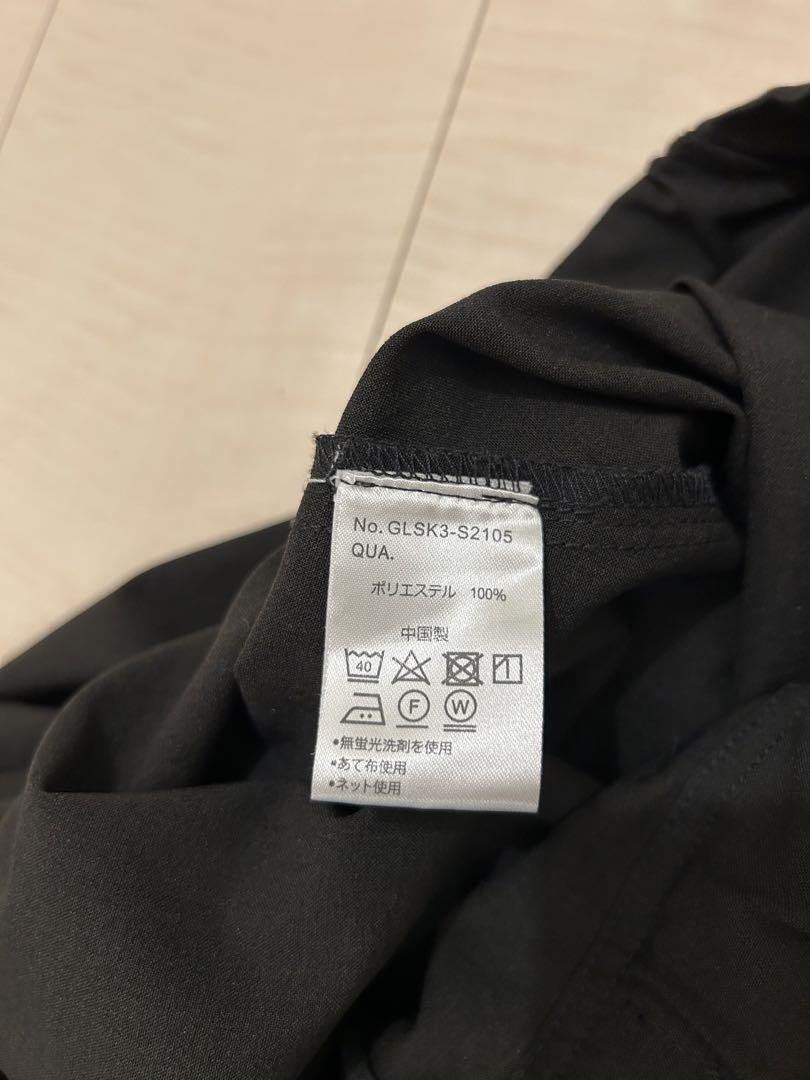 No. GLSK3-S2105
QUA.
ポリエステル 100%
中国製
40
F W
•無蛍光洗剤を使用
•あて布使用
•ネット使用